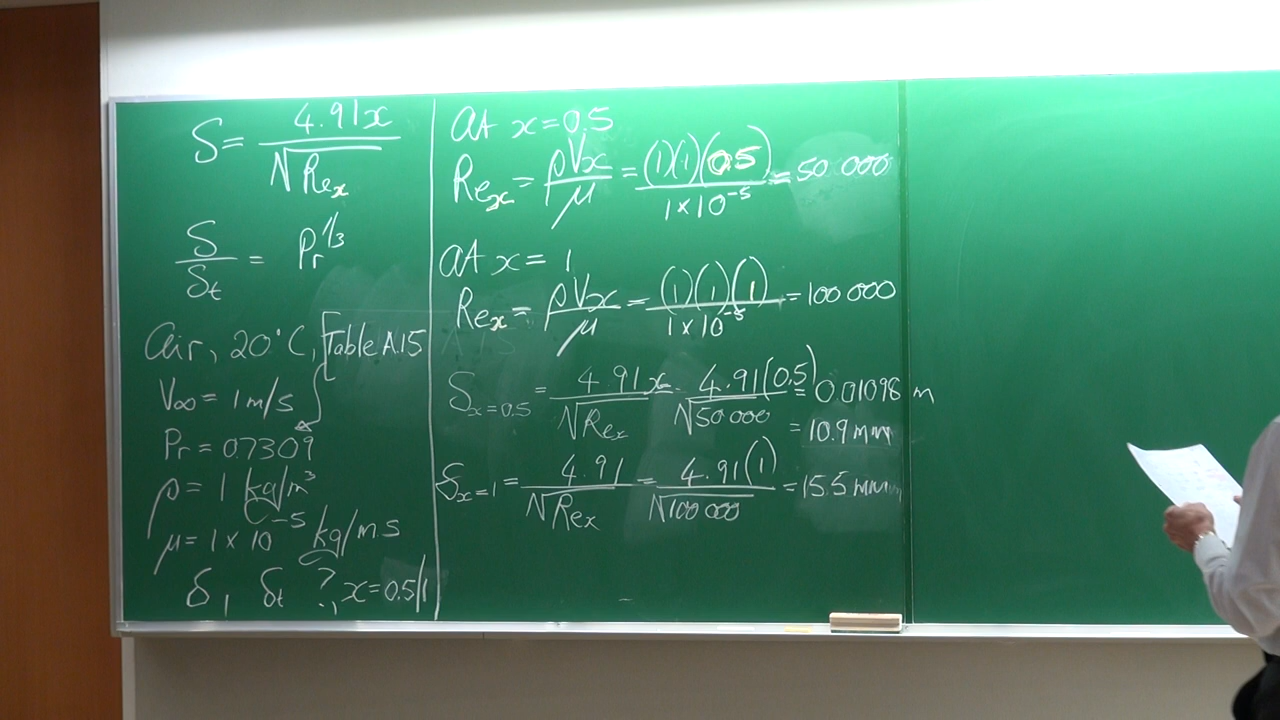 δ = 4.91x / √Re_x
δ / δ_t = Pr^1/3
Air, 20°C, Table A.15
V∞ = 1 m/s
Pr = 0.7309
ρ = 1 kg/m³
μ = 1 × 10^-5 kg/m.s
δ, δ_t ?, x = 0.5/1
At x = 0.5
Re_x = ρVx / μ = (1)(1)(0.5) / 1×10^-5 = 50 000
At x = 1
Re_x = ρVx / μ = (1)(1)(1) / 1×10^-5 = 100 000
δ_x=0.5 = 4.91x / √Re_x = 4.91(0.5) / √50 000 = 0.01098 m
= 10.9 mm
δ_x=1 = 4.91 / √Re_x = 4.91(1) / √100 000 = 15.5 mm